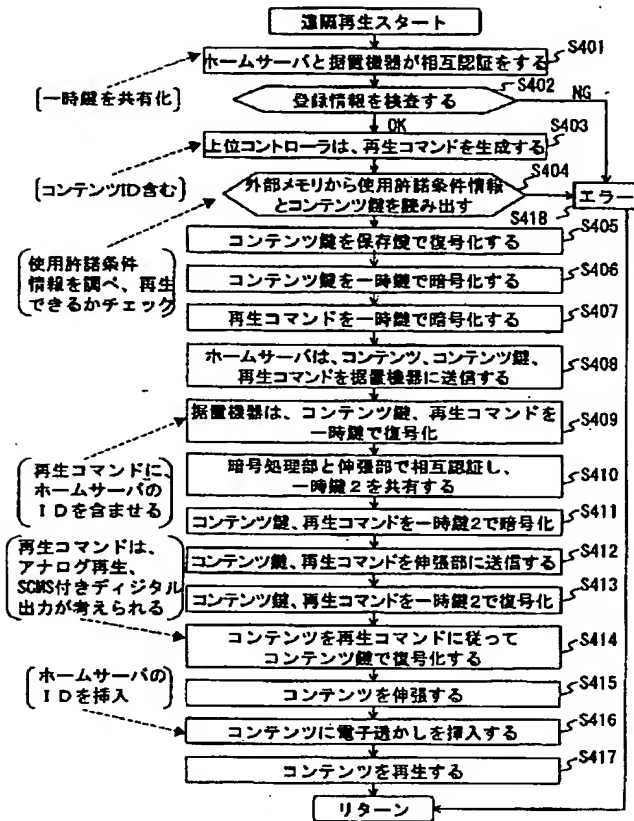 遠隔再生スタート
S401
ホームサーバと据置機器が相互認証をする
[一時鍵を共有化]
S402
登録情報を検査する
NG
OK
S403
上位コントローラは、再生コマンドを生成する
[コンテンツID含む]
S404
外部メモリから使用許諾条件情報
とコンテンツ鍵を読み出す
エラー
S418
S405
コンテンツ鍵を保存鍵で復号化する
使用許諾条件
情報を調べ、再生
できるかチェック
S406
コンテンツ鍵を一時鍵で暗号化する
S407
再生コマンドを一時鍵で暗号化する
ホームサーバは、コンテンツ、コンテンツ鍵、
再生コマンドを据置機器に送信する
S408
据置機器は、コンテンツ鍵、再生コマンドを
一時鍵で復号化
S409
再生コマンドに、
ホームサーバの
IDを含ませる
暗号処理部と伸張部で相互認証し、
一時鍵2を共有する
S410
S411
コンテンツ鍵、再生コマンドを一時鍵2で暗号化
再生コマンドは、
アナログ再生、
SCMS付きディジタル
出力が考えられる
S412
コンテンツ鍵、再生コマンドを伸張部に送信する
S413
コンテンツ鍵、再生コマンドを一時鍵2で復号化
コンテンツを再生コマンドに従って
コンテンツ鍵で復号化する
S414
ホームサーバの
IDを挿入
S415
コンテンツを伸張する
S416
コンテンツに電子透かしを挿入する
S417
コンテンツを再生する
リターン